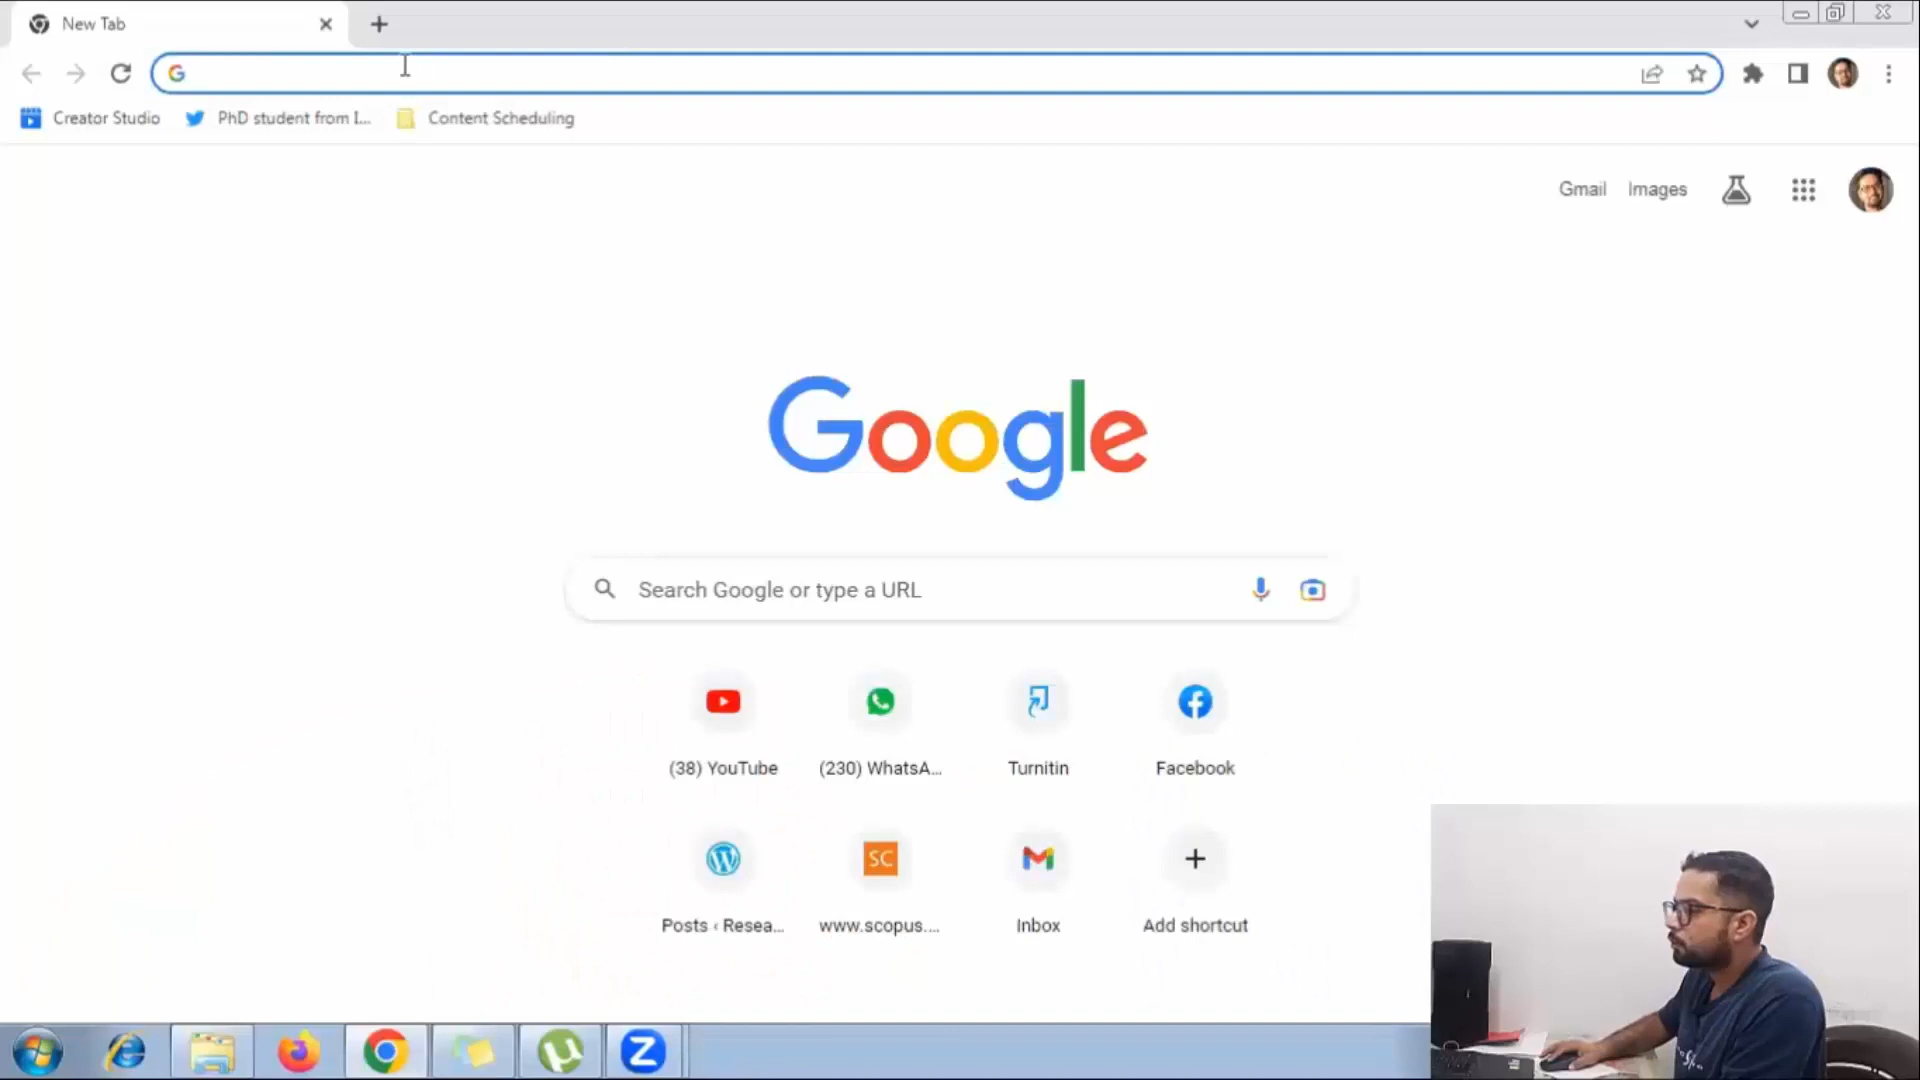 New Tab
Creator Studio
PhD student from I...
Content Scheduling
Gmail
Images
Google
Search Google or type a URL
(38) YouTube
(230) WhatsA...
Turnitin
Facebook
SC
Posts ‹ Resea...
www.scopus....
Inbox
Add shortcut